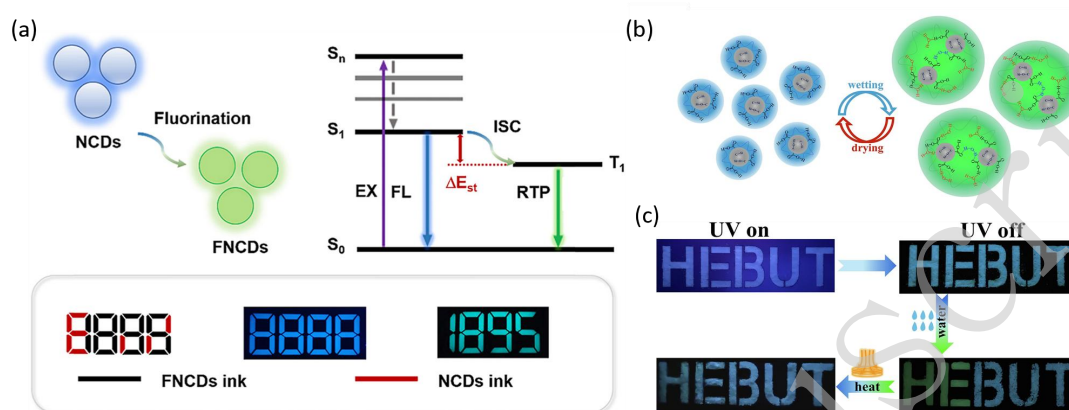 (a)
NCDs
Fluorination
FNCDs
Sn
S1
ISC
T1
ΔEst
EX
FL
RTP
S0
8888
8888
1895
FNCDs ink
NCDs ink
(b)
wetting
drying
(c)
UV on
UV off
HEBUT
HEBUT
water
heat
HEBUT
HEBUT